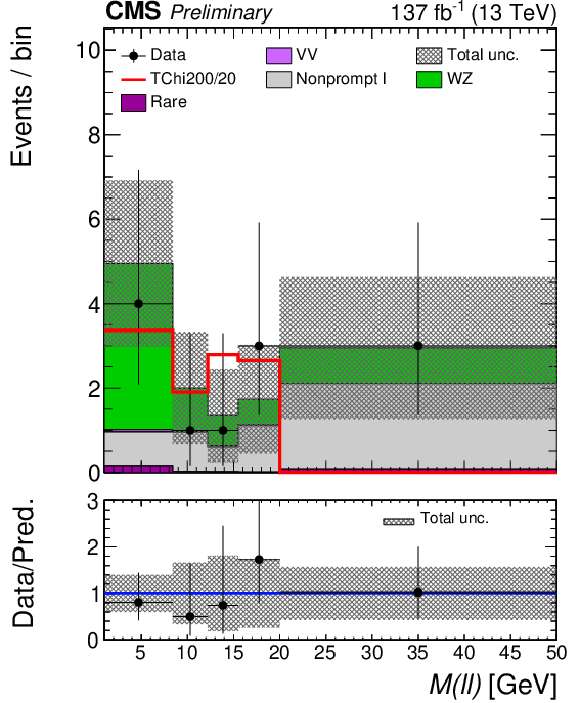 CMS Preliminary 137 fb-1 (13 TeV)
Events / bin
10
8
6
4
2
0
Data VV Total unc.
TChi200/20 Nonprompt I WZ
Rare
Data/Pred.
3
2
1
0
Total unc.
5 10 15 20 25 30 35 40 45 50
M(ll) [GeV]